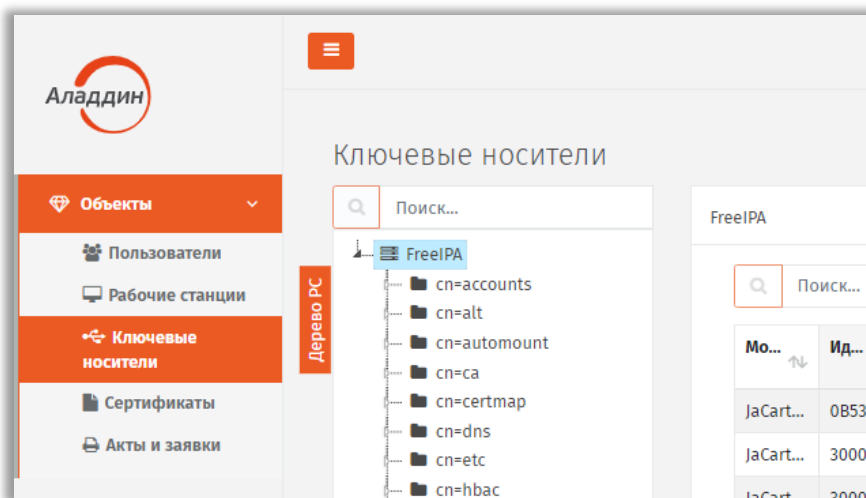 Аладдин
Ключевые носители
Объекты
Пользователи
Рабочие станции
Ключевые
носители
Сертификаты
Акты и заявки
Поиск...
Дерево РС
FreeIPA
cn=accounts
cn=alt
cn=automount
cn=ca
cn=certmap
cn=dns
cn=etc
cn=hbac
FreeIPA
Поиск...
Мо... Ид...
JaCart... 0B53
JaCart... 3000
JaCart... 3000